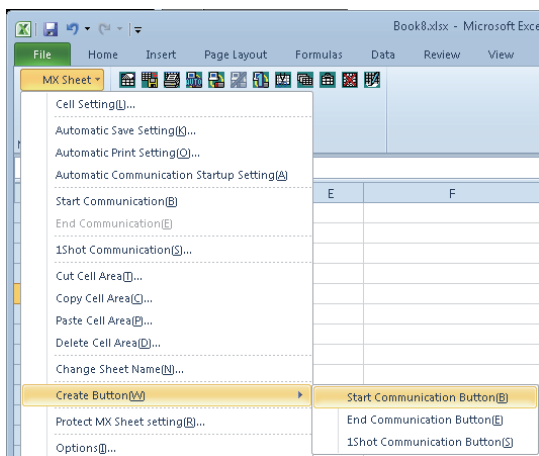 Book8.xlsx - Microsoft Exce
File Home Insert Page Layout Formulas Data Review View
MX Sheet
Cell Setting(L)...
Automatic Save Setting(K)...
Automatic Print Setting(O)...
Automatic Communication Startup Setting(A)
E F
Start Communication(B)
End Communication(E)
1Shot Communication(S)...
Cut Cell Area(T)...
Copy Cell Area(C)...
Paste Cell Area(P)...
Delete Cell Area(D)...
Change Sheet Name(N)...
Create Button(W)
Start Communication Button(B)
Protect MX Sheet setting(R)...
End Communication Button(E)
Options(I)...
1Shot Communication Button(S)